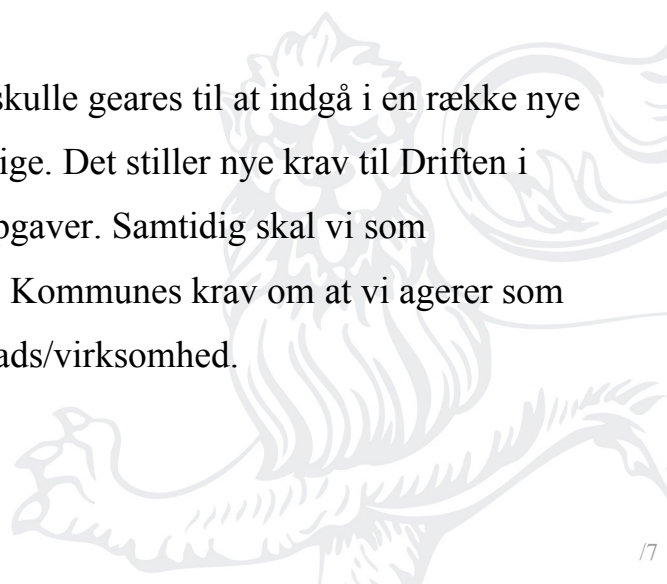 skulle geares til at indgå i en række nye
ige. Det stiller nye krav til Driften i
pgaver. Samtidig skal vi som
Kommunes krav om at vi agerer som
ads/virksomhed.
/7